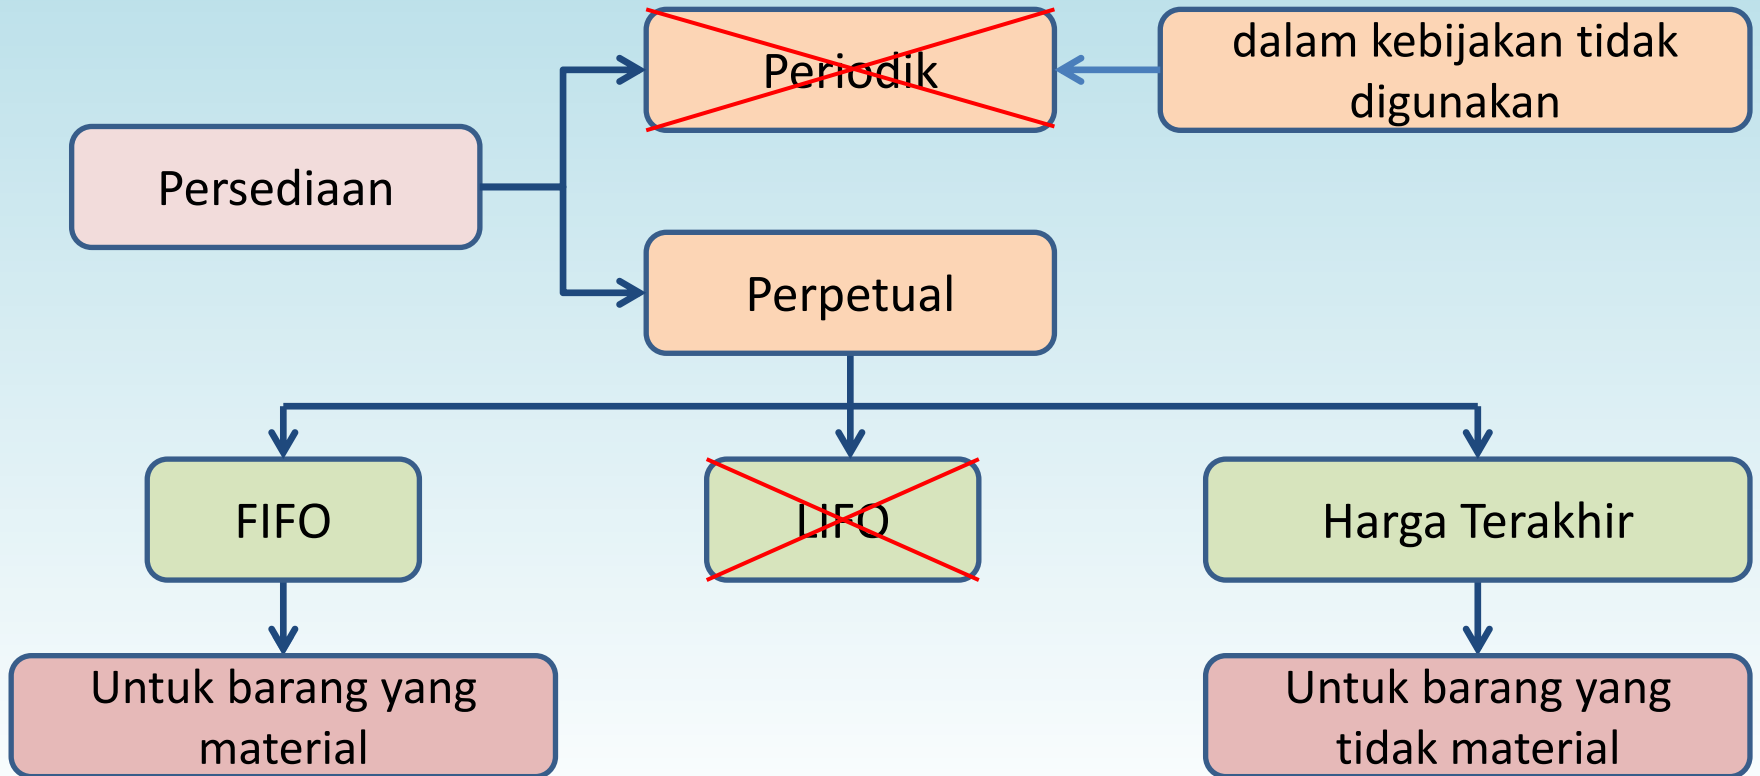 Periodik
dalam kebijakan tidak
digunakan
Persediaan
Perpetual
FIFO
LIFO
Harga Terakhir
Untuk barang yang
material
Untuk barang yang
tidak material